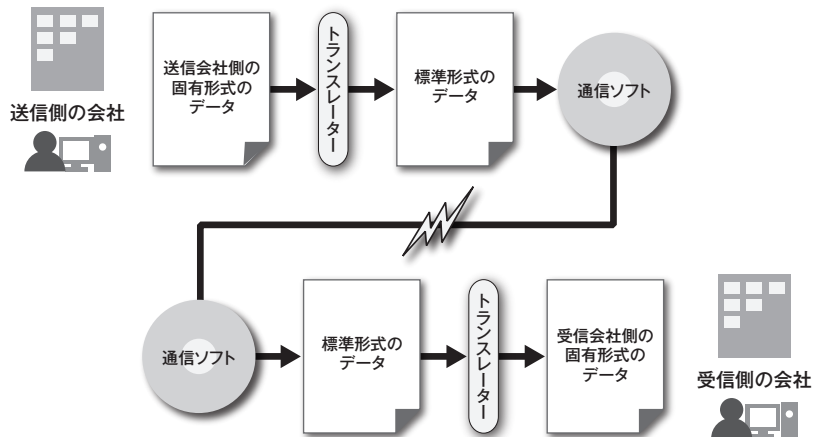 送信側の会社
送信会社側の
固有形式の
データ
トランスレーター
標準形式の
データ
通信ソフト
通信ソフト
標準形式の
データ
トランスレーター
受信会社側の
固有形式の
データ
受信側の会社